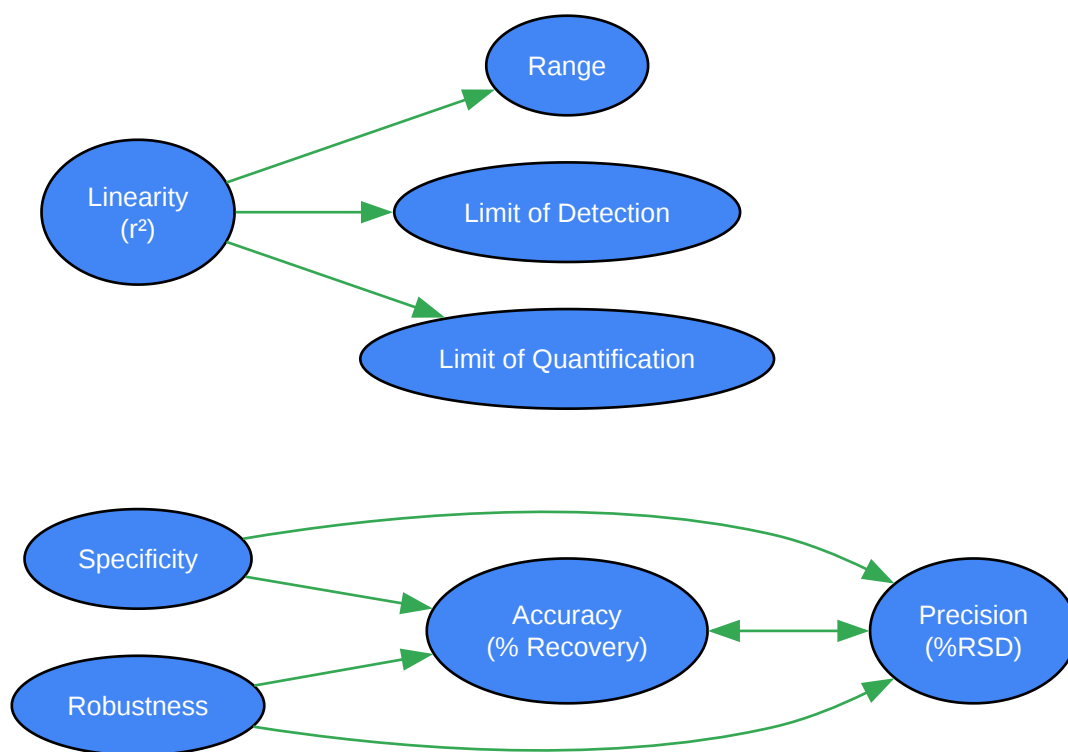 Range
Linearity
(r²)
Limit of Detection
Limit of Quantification
Specificity
Accuracy
(% Recovery)
Precision
(%RSD)
Robustness